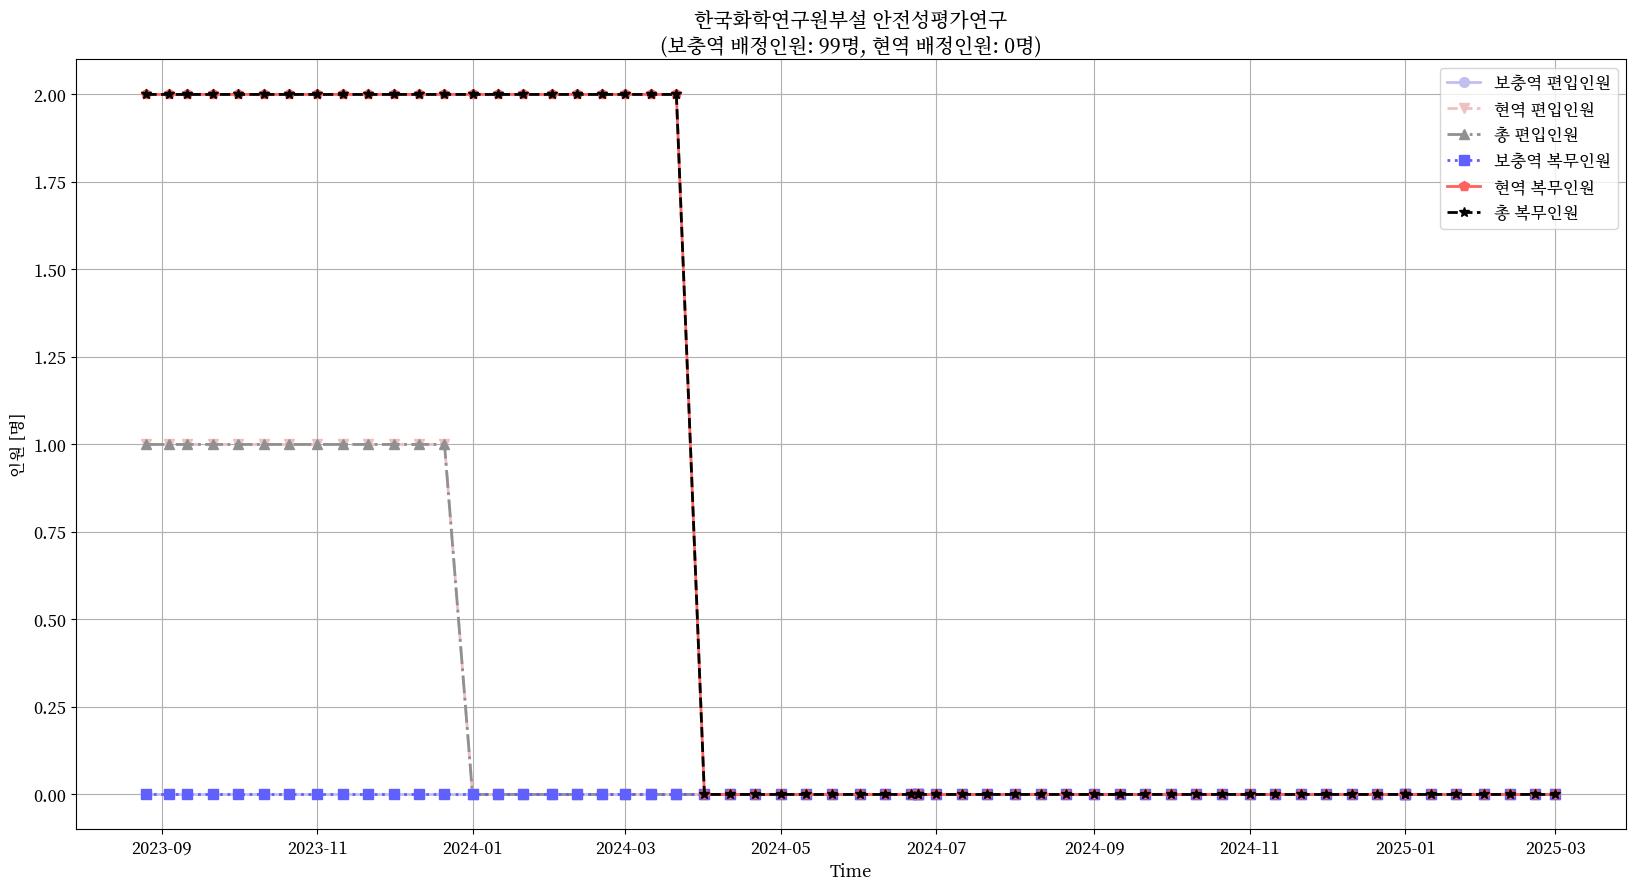 한국화학연구원부설 안전성평가연구
(보충역 배정인원: 99명, 현역 배정인원: 0명)
보충역 편입인원
현역 편입인원
총 편입인원
보충역 복무인원
현역 복무인원
총 복무인원
2.00
1.75
1.50
1.25
1.00
0.75
0.50
0.25
0.00
인원 [명]
2023-09
2023-11
2024-01
2024-03
2024-05
2024-07
2024-09
2024-11
2025-01
2025-03
Time